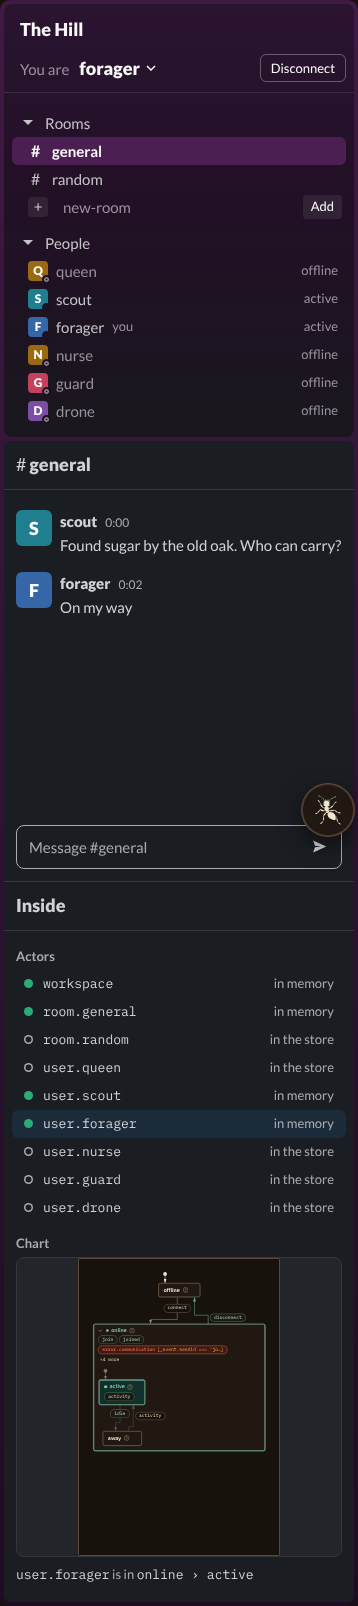 The Hill
You are forager
Disconnect
Rooms
# general
# random
+ new-room Add
People
Q queen offline
S scout active
F forager you active
N nurse offline
G guard offline
D drone offline
# general
S scout 0:00
Found sugar by the old oak. Who can carry?
F forager 0:02
On my way
Message #general
Inside
Actors
workspace in memory
room.general in memory
room.random in the store
user.queen in the store
user.scout in memory
user.forager in memory
user.nurse in the store
user.guard in the store
user.drone in the store
Chart
offline
connect
disconnect
online
join joined
error.communication
+4 more
active
activity
idle activity
away
user.forager is in online › active